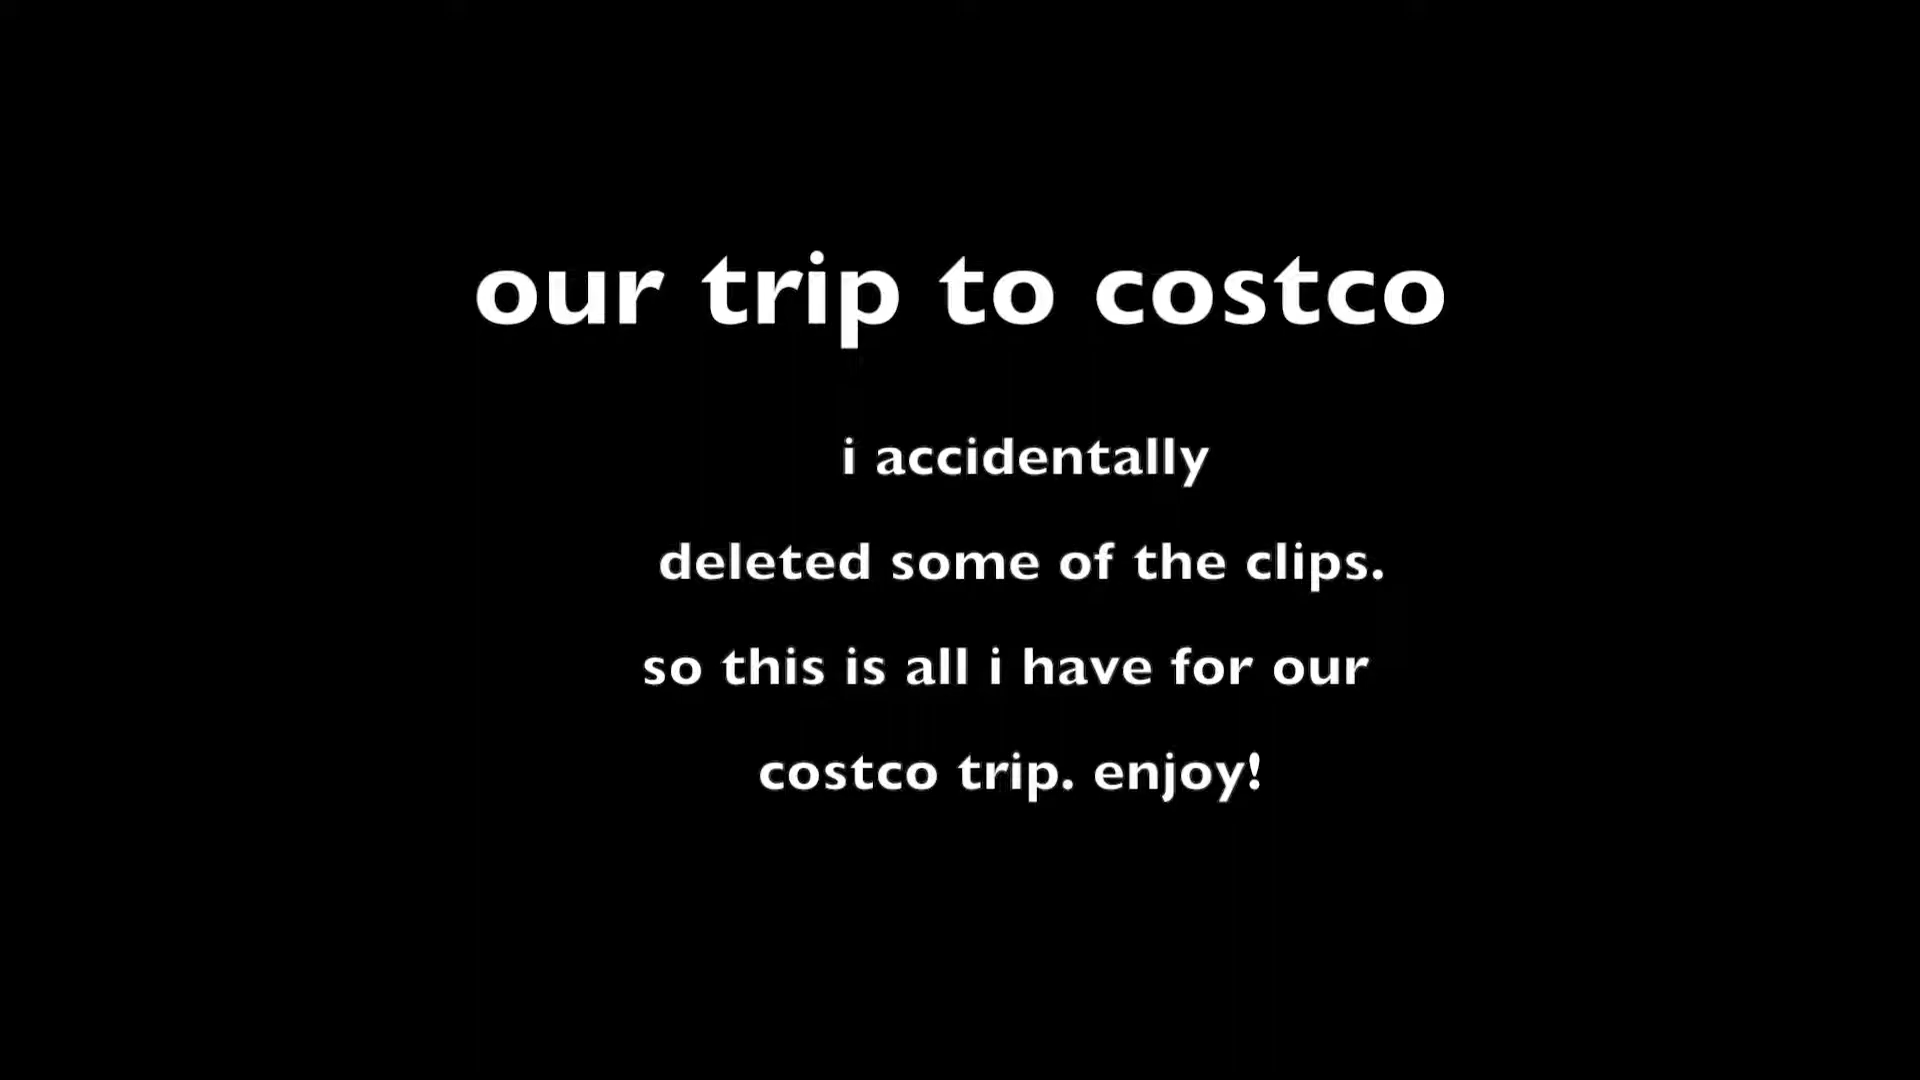 our trip to costco
i accidentally
deleted some of the clips.
so this is all i have for our
costco trip. enjoy!